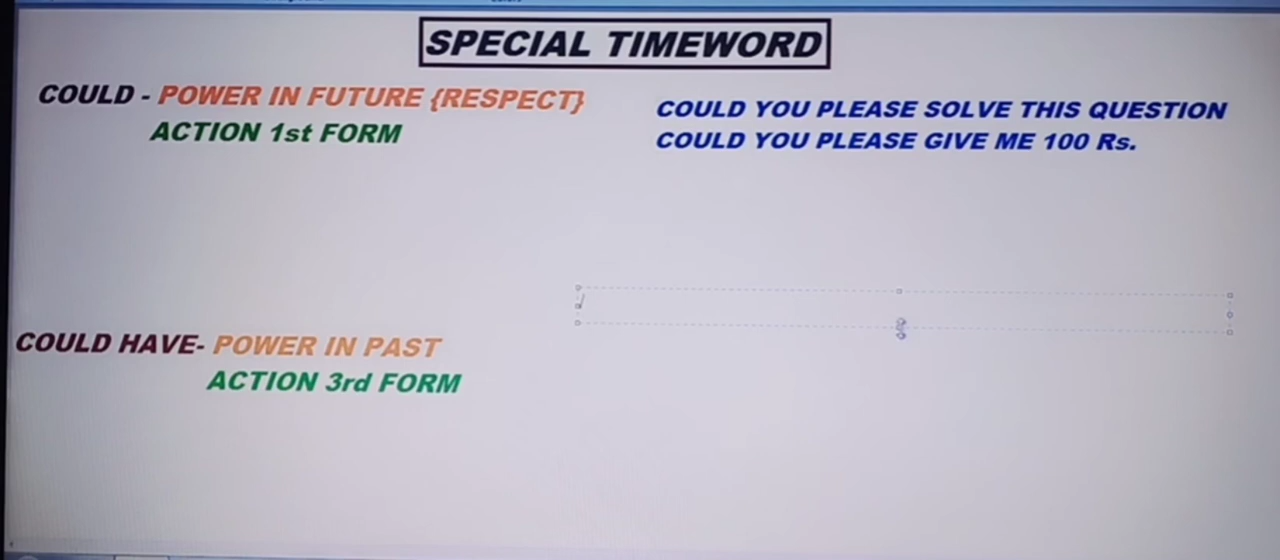 SPECIAL TIMEWORD
COULD - POWER IN FUTURE {RESPECT}
ACTION 1st FORM
COULD YOU PLEASE SOLVE THIS QUESTION
COULD YOU PLEASE GIVE ME 100 Rs.
COULD HAVE- POWER IN PAST
ACTION 3rd FORM